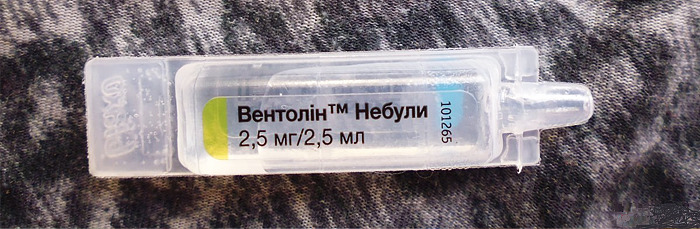 Вентолін™ Небули
2,5 мг/2,5 мл
101265